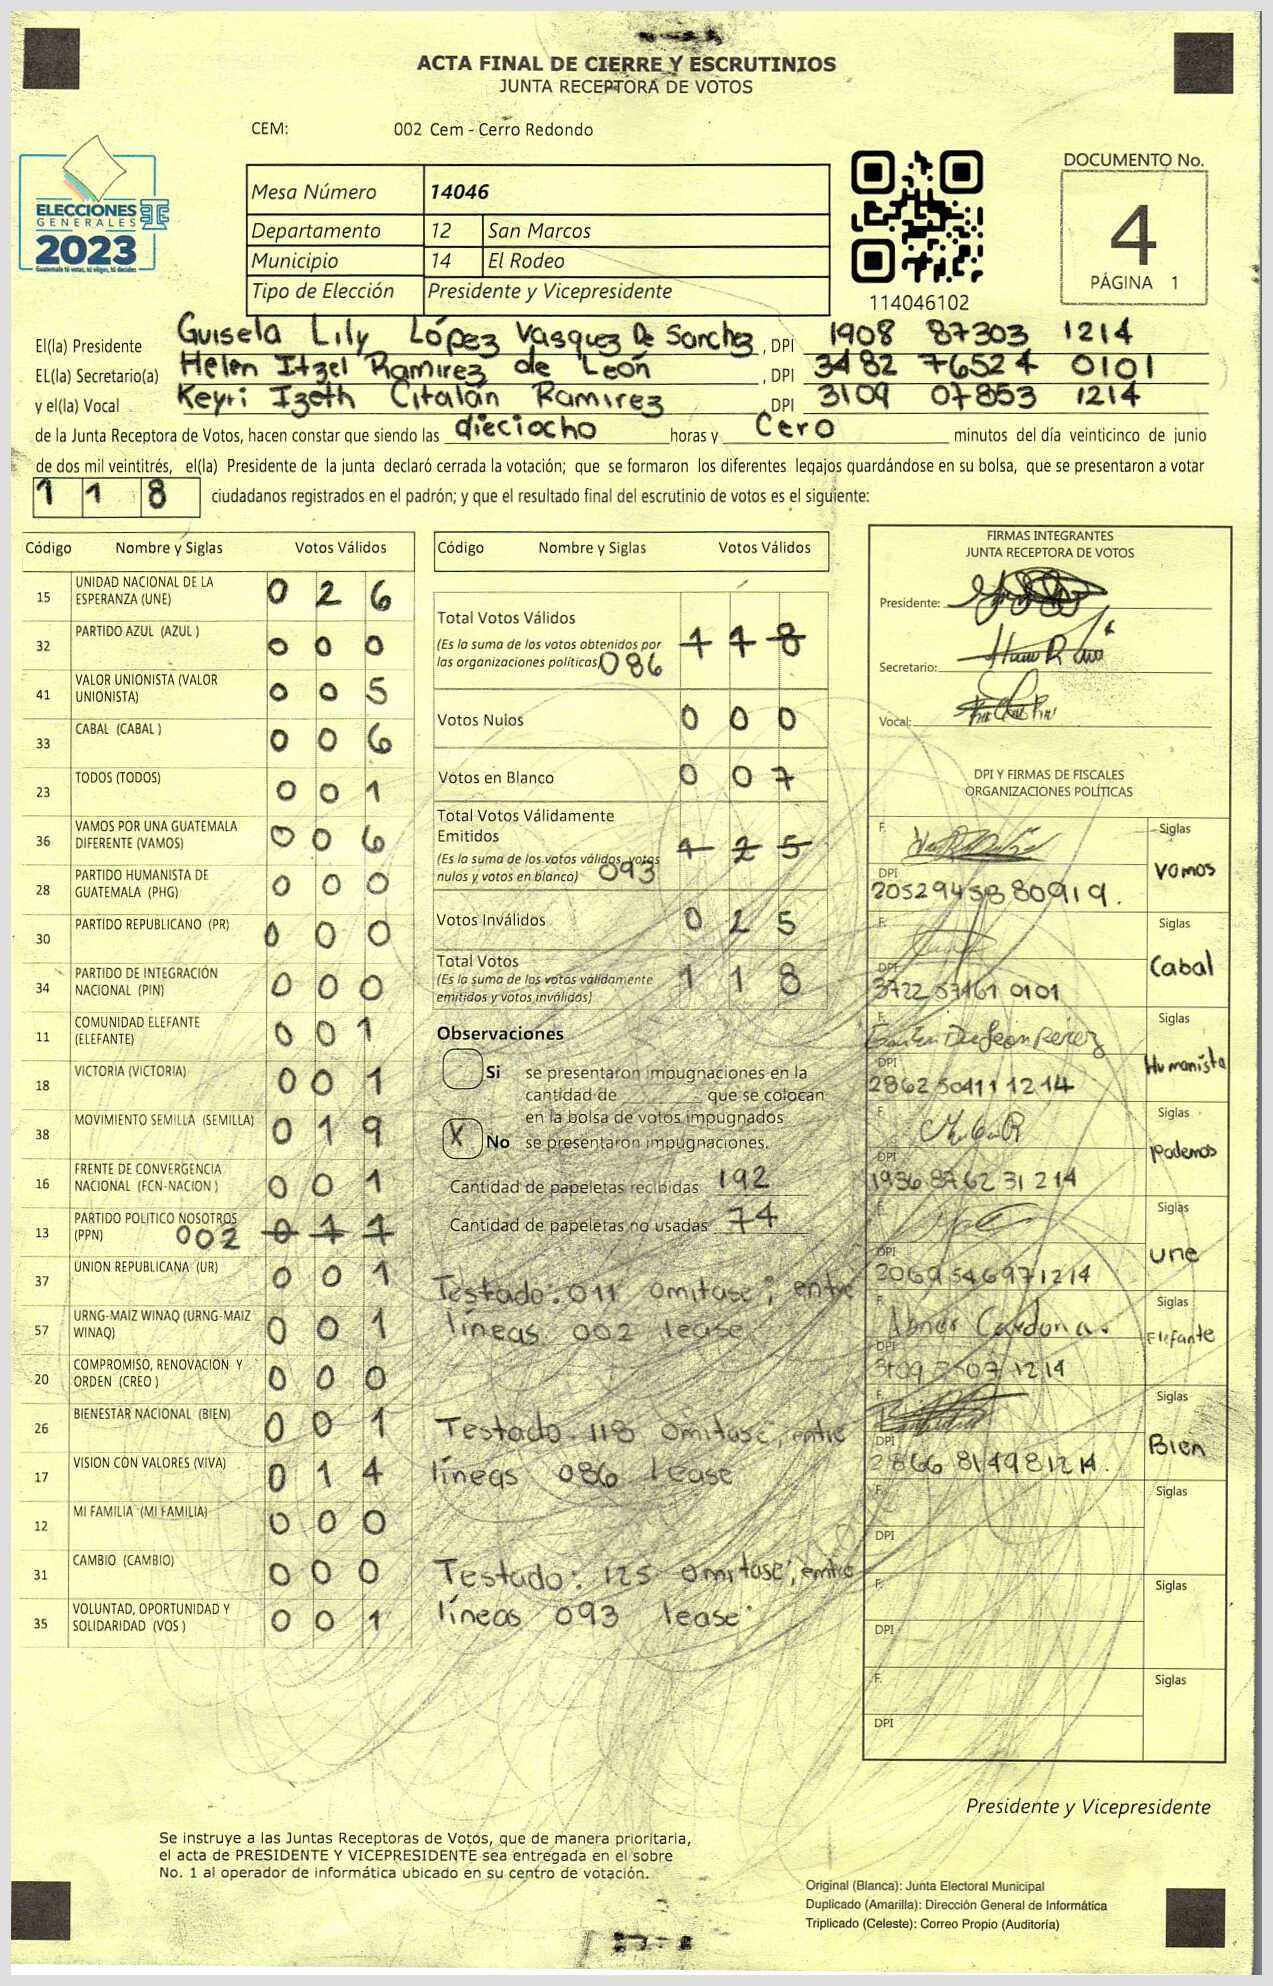 ACTA FINAL DE CIERRE Y ESCRUTINIOS
JUNTA RECEPTORA DE VOTOS
CEM: 002 Cem - Cerro Redondo
ELECCIONES
GENERALES
2023
Guatemala tú votas, tú eliges, tú decides
Mesa Número 14046
Departamento 12 San Marcos
Municipio 14 El Rodeo
Tipo de Elección Presidente y Vicepresidente
114046102
DOCUMENTO No.
4
PÁGINA 1
El(la) Presidente Guisela Lily López Vasquez De Sanchez, DPI 1908 87303 1214
EL(la) Secretario(a) Helen Itzel Ramirez de León, DPI 3482 76524 0101
y el(la) Vocal Keyri Izeth Citalán Ramirez DPI 3109 07853 1214
de la Junta Receptora de Votos, hacen constar que siendo las dieciocho horas y Cero minutos del día veinticinco de junio
de dos mil veintitrés, el(la) Presidente de la junta declaró cerrada la votación; que se formaron los diferentes legajos guardándose en su bolsa, que se presentaron a votar
1 1 8 ciudadanos registrados en el padrón; y que el resultado final del escrutinio de votos es el siguiente:
Código Nombre y Siglas Votos Válidos
15 UNIDAD NACIONAL DE LA ESPERANZA (UNE) 0 2 6
32 PARTIDO AZUL (AZUL ) 0 0 0
41 VALOR UNIONISTA (VALOR UNIONISTA) 0 0 5
33 CABAL (CABAL ) 0 0 6
23 TODOS (TODOS) 0 0 1
36 VAMOS POR UNA GUATEMALA DIFERENTE (VAMOS) 0 0 6
28 PARTIDO HUMANISTA DE GUATEMALA (PHG) 0 0 0
30 PARTIDO REPUBLICANO (PR) 0 0 0
34 PARTIDO DE INTEGRACIÓN NACIONAL (PIN) 0 0 0
11 COMUNIDAD ELEFANTE (ELEFANTE) 0 0 1
18 VICTORIA (VICTORIA) 0 0 1
38 MOVIMIENTO SEMILLA (SEMILLA) 0 1 9
16 FRENTE DE CONVERGENCIA NACIONAL (FCN-NACION ) 0 0 1
13 PARTIDO POLITICO NOSOTROS (PPN) 002 0 1 1
37 UNION REPUBLICANA (UR) 0 0 1
57 URNG-MAIZ WINAQ (URNG-MAIZ WINAQ) 0 0 1
20 COMPROMISO, RENOVACION Y ORDEN (CREO ) 0 0 0
26 BIENESTAR NACIONAL (BIEN) 0 0 1
17 VISION CON VALORES (VIVA) 0 1 4
12 MI FAMILIA (MI FAMILIA) 0 0 0
31 CAMBIO (CAMBIO) 0 0 0
35 VOLUNTAD, OPORTUNIDAD Y SOLIDARIDAD (VOS ) 0 0 1
Código Nombre y Siglas Votos Válidos
Total Votos Válidos 1 1 8
(Es la suma de los votos obtenidos por
las organizaciones políticas) 086
Votos Nulos 0 0 0
Votos en Blanco 0 0 7
Total Votos Válidamente
Emitidos 1 2 5
(Es la suma de los votos válidos, votos
nulos y votos en blanco) 093
Votos Inválidos 0 2 5
Total Votos 1 1 8
(Es la suma de los votos válidamente
emitidos y votos inválidos)
Observaciones
Si se presentaron impugnaciones en la
cantidad de ______ que se colocan
en la bolsa de votos impugnados
X No se presentaron impugnaciones.
Cantidad de papeletas recibidas 192
Cantidad de papeletas no usadas 74
Testado: 011 omitase; entre
líneas 002 lease
Testado 118 omitase; entre
líneas 086 lease
Testado: 125 omitase; entre
líneas 093 lease
FIRMAS INTEGRANTES
JUNTA RECEPTORA DE VOTOS
Presidente:
Secretario:
Vocal:
DPI Y FIRMAS DE FISCALES
ORGANIZACIONES POLÍTICAS
F. Siglas
Vamos
DPI
F. Siglas
Cabal
DPI
F. Siglas
Humanista
DPI
2862 50411 1214
F. Siglas
Podemos
DPI
1936 8762 31 214
F. Siglas
une
DPI
2069 54697 1214
F. Abner Cardona. Siglas
Elefante
DPI
F. Siglas
Bien
DPI
2866 81498 1214.
F. Siglas
DPI
F. Siglas
DPI
F. Siglas
DPI
Presidente y Vicepresidente
Se instruye a las Juntas Receptoras de Votos, que de manera prioritaria,
el acta de PRESIDENTE Y VICEPRESIDENTE sea entregada en el sobre
No. 1 al operador de informática ubicado en su centro de votación.
Original (Blanca): Junta Electoral Municipal
Duplicado (Amarilla): Dirección General de Informática
Triplicado (Celeste): Correo Propio (Auditoría)